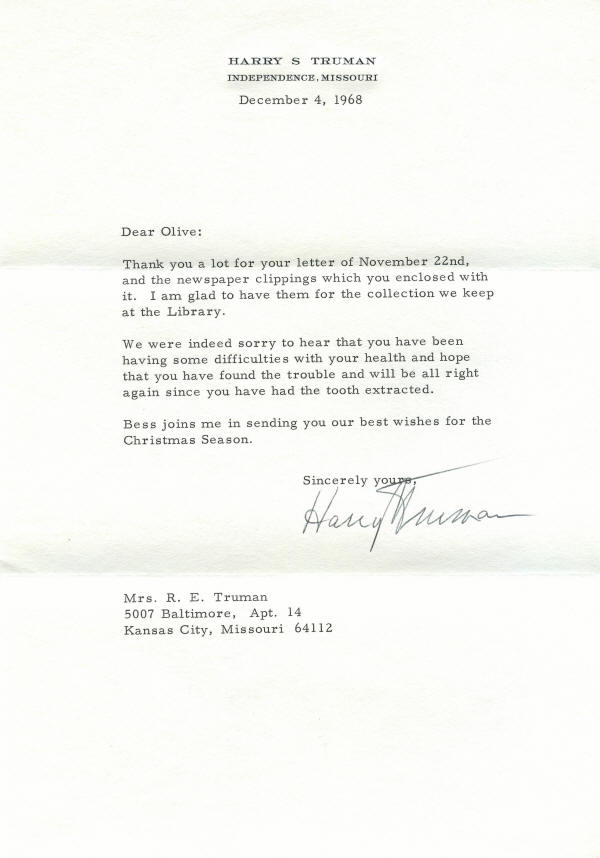 HARRY S TRUMAN
INDEPENDENCE, MISSOURI
December 4, 1968
Dear Olive:
Thank you a lot for your letter of November 22nd,
and the newspaper clippings which you enclosed with
it. I am glad to have them for the collection we keep
at the Library.
We were indeed sorry to hear that you have been
having some difficulties with your health and hope
that you have found the trouble and will be all right
again since you have had the tooth extracted.
Bess joins me in sending you our best wishes for the
Christmas Season.
Sincerely yours,
Harry S Truman
Mrs. R. E. Truman
5007 Baltimore, Apt. 14
Kansas City, Missouri 64112